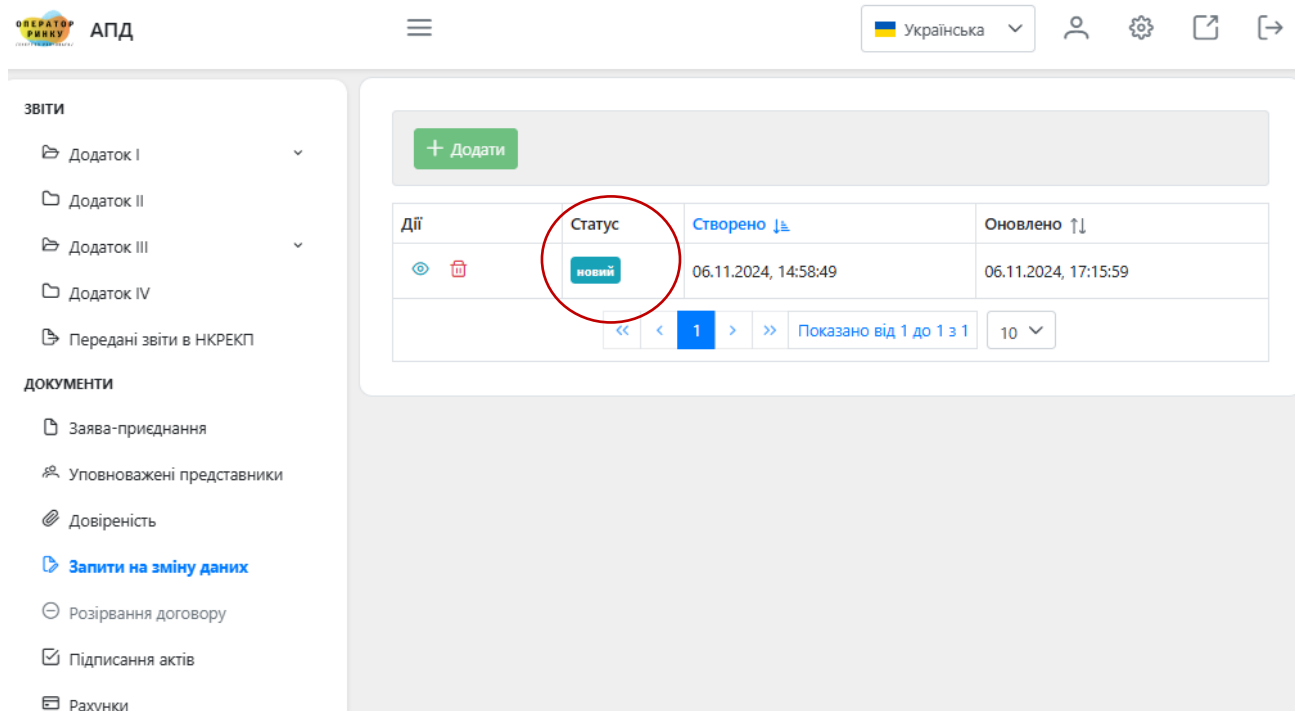 ОПЕРАТОР
РИНКУ
АПД
Українська
ЗВІТИ
Додаток I
Додаток II
Додаток III
Додаток IV
Передані звіти в НКРЕКП
ДОКУМЕНТИ
Заява-приєднання
Уповноважені представники
Довіреність
Запити на зміну даних
Розірвання договору
Підписання актів
Рахунки
+ Додати
Дії Статус Створено Оновлено
новий 06.11.2024, 14:58:49 06.11.2024, 17:15:59
« < 1 > » Показано від 1 до 1 з 1 10